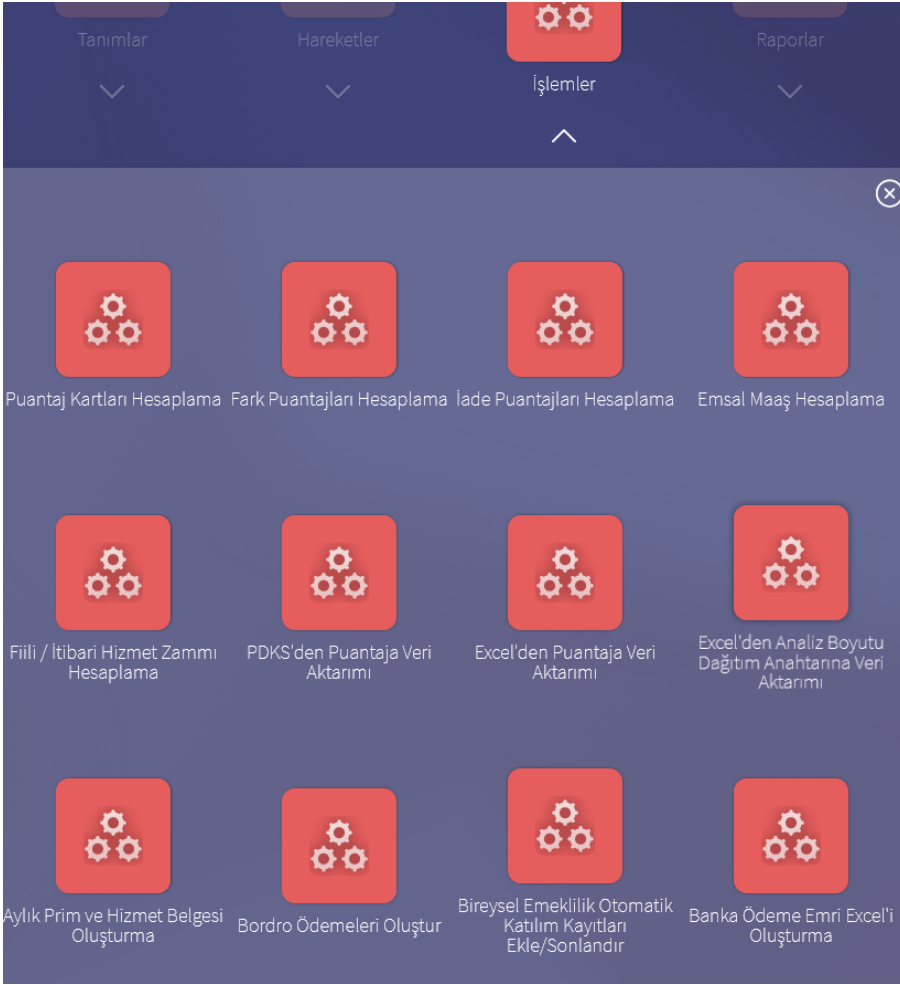 Tanımlar
Hareketler
İşlemler
Raporlar
Puantaj Kartları Hesaplama
Fark Puantajları Hesaplama
İade Puantajları Hesaplama
Emsal Maaş Hesaplama
Fiili / İtibari Hizmet Zammı
Hesaplama
PDKS'den Puantaja Veri
Aktarımı
Excel'den Puantaja Veri
Aktarımı
Excel'den Analiz Boyutu
Dağıtım Anahtarına Veri
Aktarımı
Aylık Prim ve Hizmet Belgesi
Oluşturma
Bordro Ödemeleri Oluştur
Bireysel Emeklilik Otomatik
Katılım Kayıtları
Ekle/Sonlandır
Banka Ödeme Emri Excel'i
Oluşturma